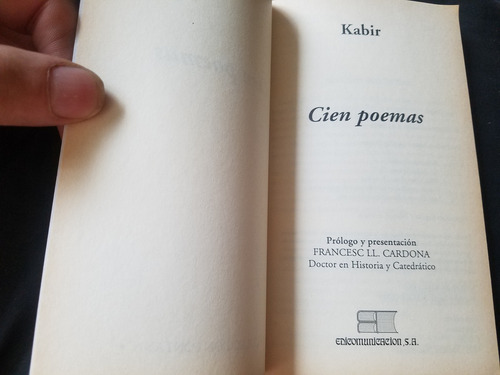 Kabir
Cien poemas
Prólogo y presentación
FRANCESC LL. CARDONA
Doctor en Historia y Catedrático
EDICOMUNICACION, S.A.